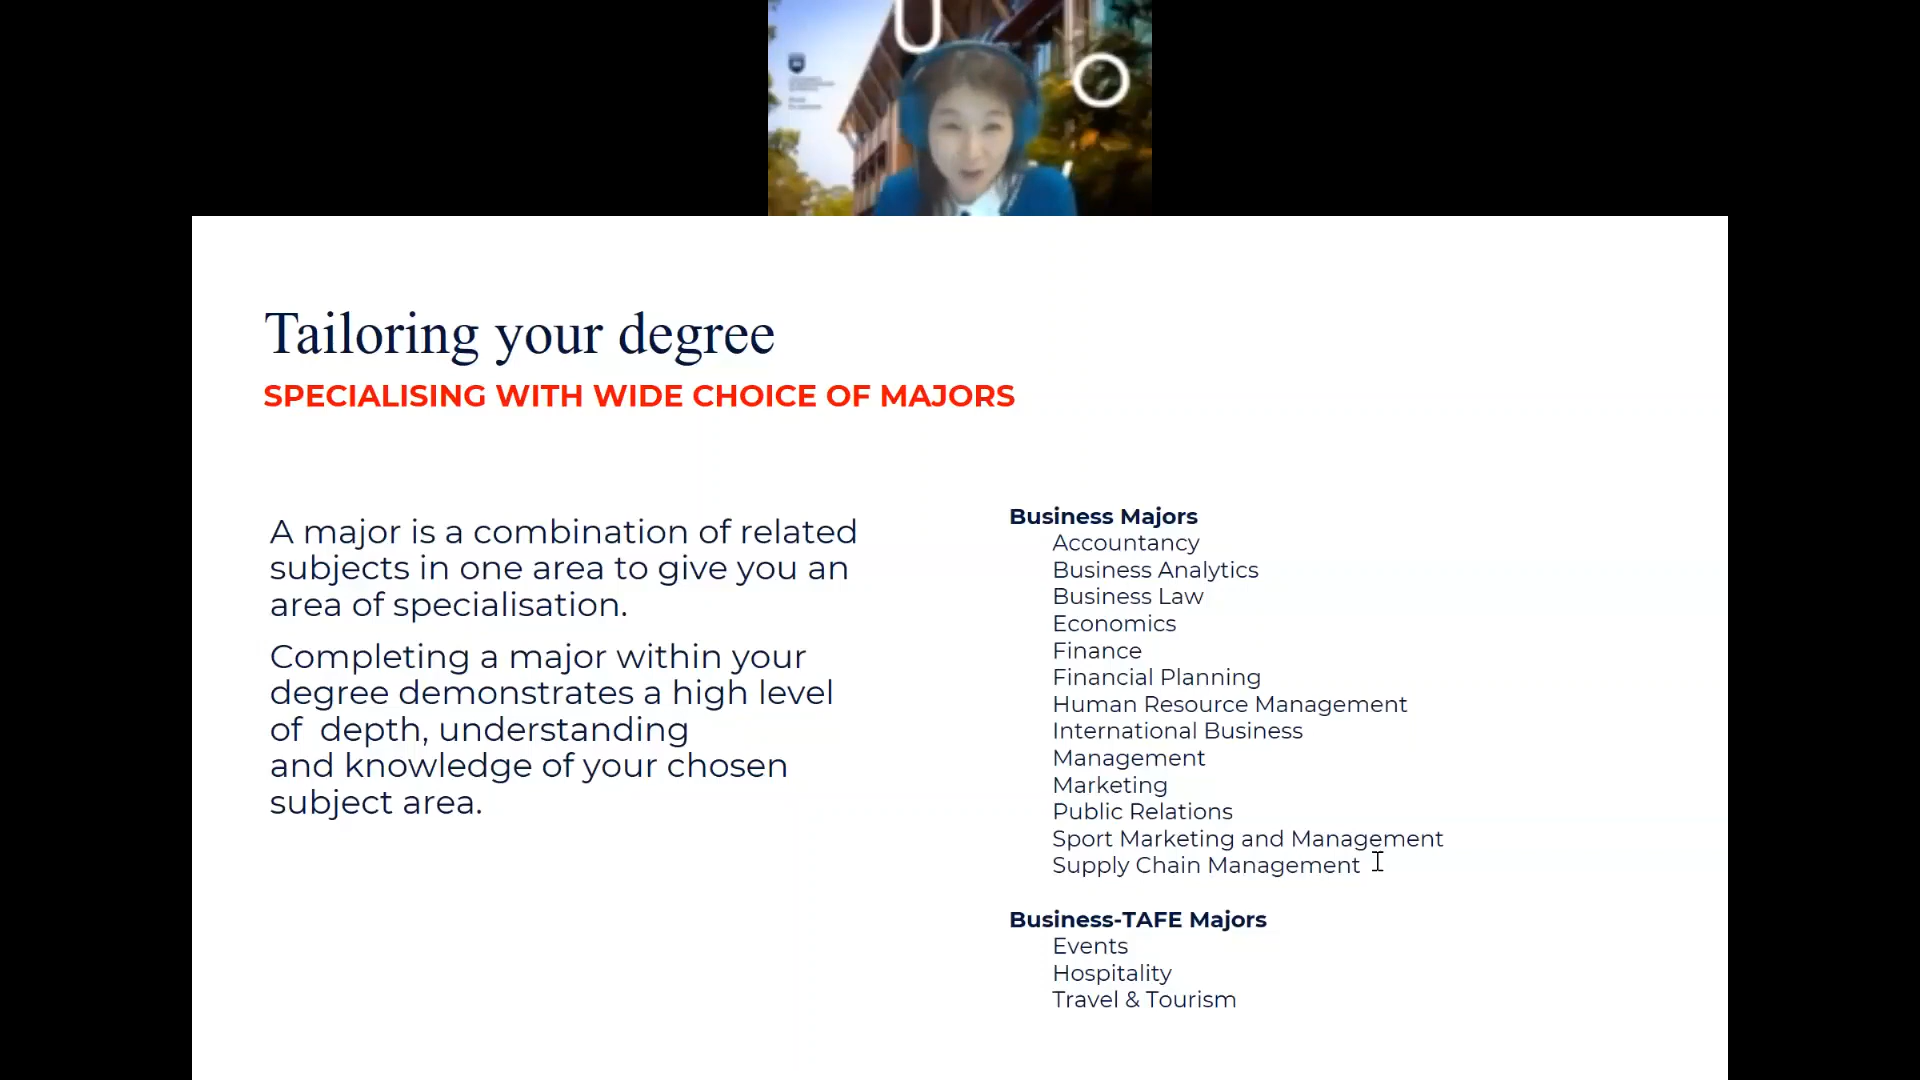 U
O
Tailoring your degree
SPECIALISING WITH WIDE CHOICE OF MAJORS
A major is a combination of related
subjects in one area to give you an
area of specialisation.
Completing a major within your
degree demonstrates a high level
of  depth, understanding
and knowledge of your chosen
subject area.
Business Majors
Accountancy
Business Analytics
Business Law
Economics
Finance
Financial Planning
Human Resource Management
International Business
Management
Marketing
Public Relations
Sport Marketing and Management
Supply Chain Management
Business-TAFE Majors
Events
Hospitality
Travel & Tourism